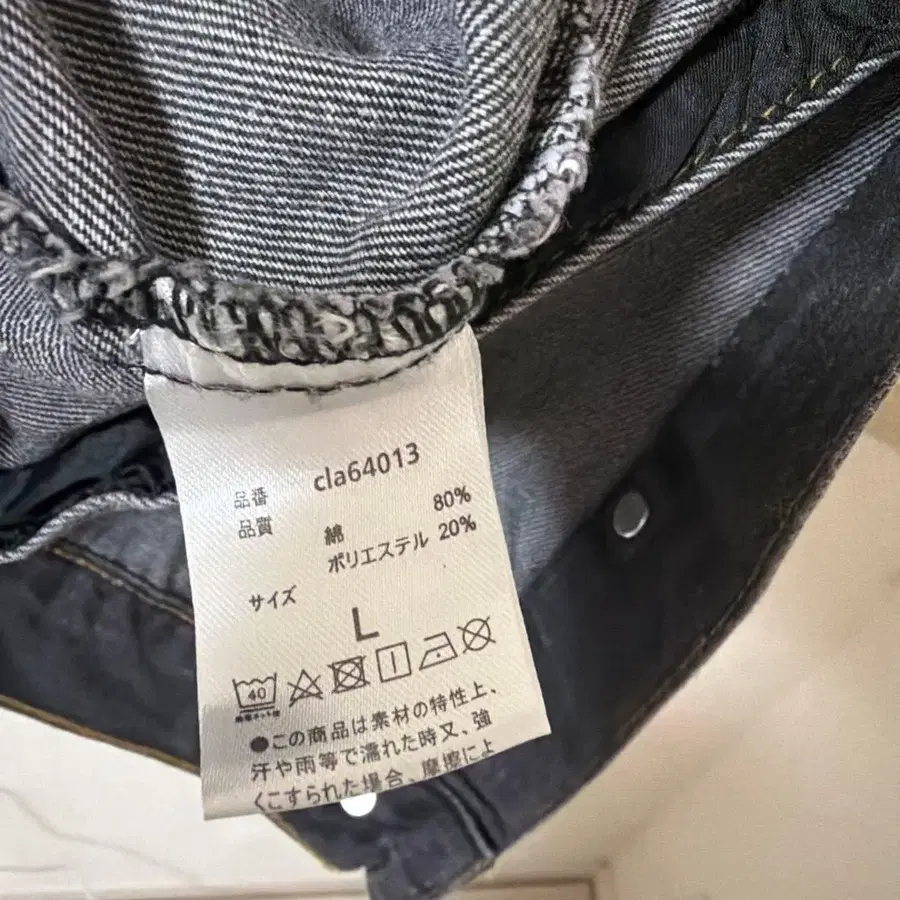 品番 cla64013
品質 綿 80%
ポリエステル 20%
サイズ
L
40
●この商品は素材の特性上、
汗や雨等で濡れた時又、強
くこすられた場合、摩擦によ